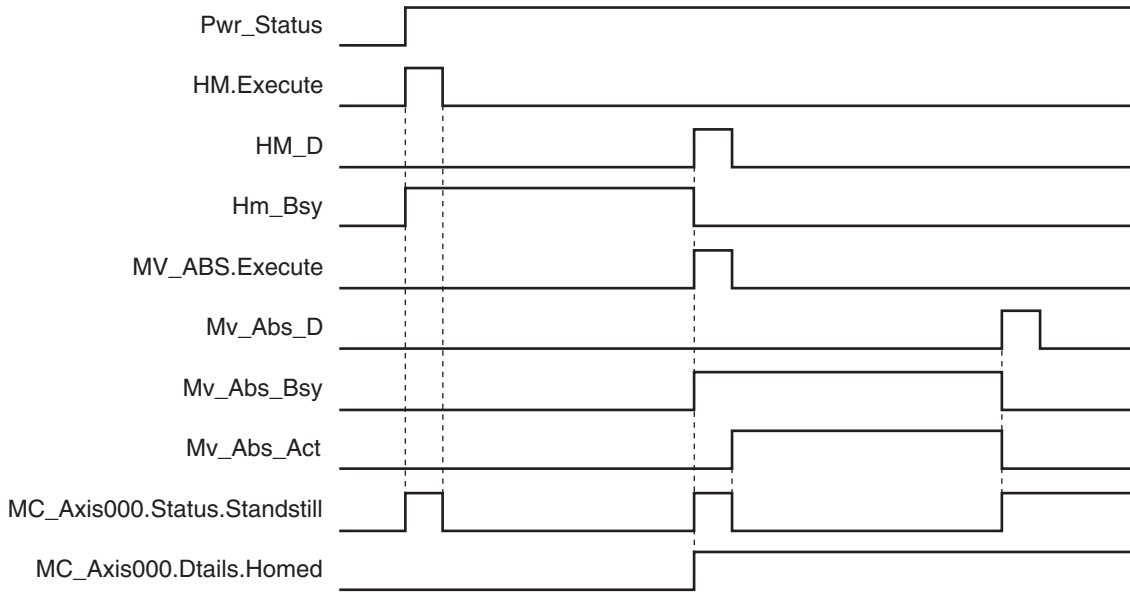 Pwr_Status
HM.Execute
HM_D
Hm_Bsy
MV_ABS.Execute
Mv_Abs_D
Mv_Abs_Bsy
Mv_Abs_Act
MC_Axis000.Status.Standstill
MC_Axis000.Dtails.Homed